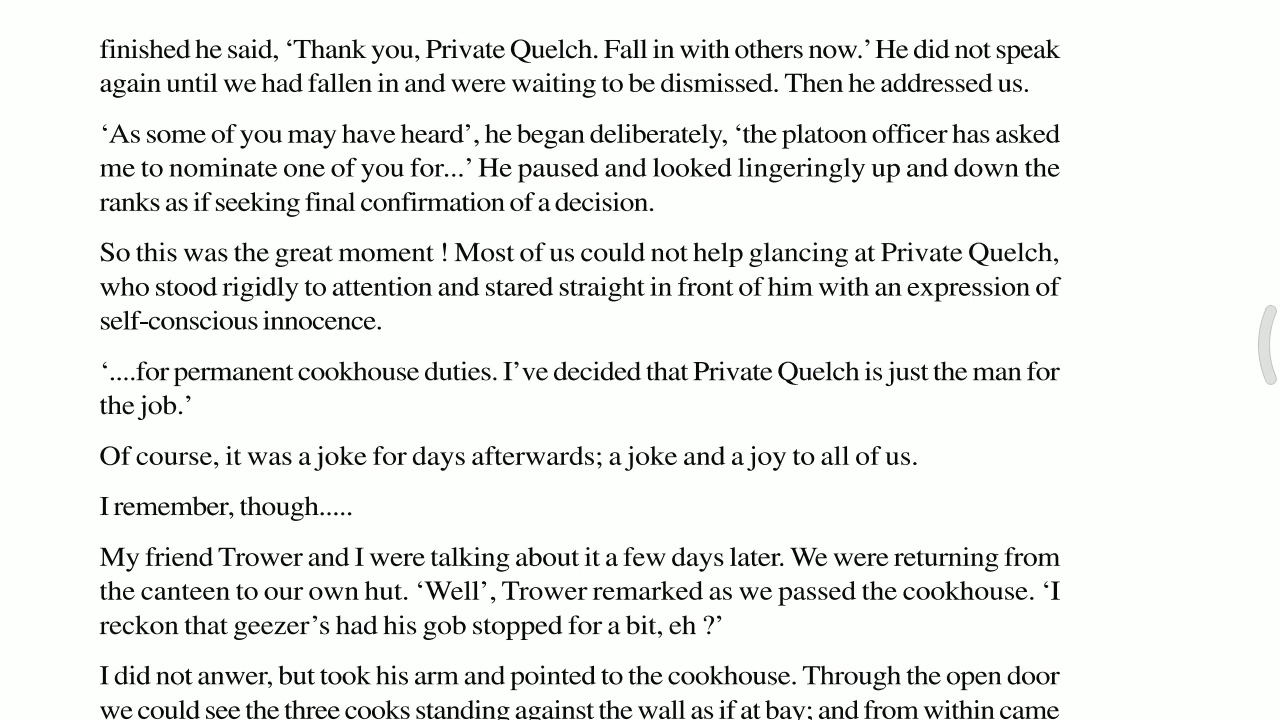 finished he said, ‘Thank you, Private Quelch. Fall in with others now.’ He did not speak
again until we had fallen in and were waiting to be dismissed. Then he addressed us.
‘As some of you may have heard’, he began deliberately, ‘the platoon officer has asked
me to nominate one of you for...’ He paused and looked lingeringly up and down the
ranks as if seeking final confirmation of a decision.
So this was the great moment ! Most of us could not help glancing at Private Quelch,
who stood rigidly to attention and stared straight in front of him with an expression of
self-conscious innocence.
‘....for permanent cookhouse duties. I’ve decided that Private Quelch is just the man for
the job.’
Of course, it was a joke for days afterwards; a joke and a joy to all of us.
I remember, though.....
My friend Trower and I were talking about it a few days later. We were returning from
the canteen to our own hut. ‘Well’, Trower remarked as we passed the cookhouse. ‘I
reckon that geezer’s had his gob stopped for a bit, eh ?’
I did not anwer, but took his arm and pointed to the cookhouse. Through the open door
we could see the three cooks standing against the wall as if at bay; and from within came